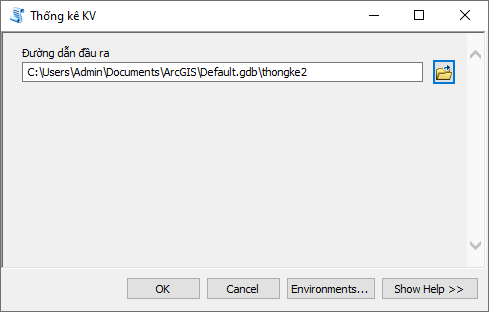 Thống kê KV
Đường dẫn đầu ra
C:\Users\Admin\Documents\ArcGIS\Default.gdb\thongke2
OK
Cancel
Environments...
Show Help >>